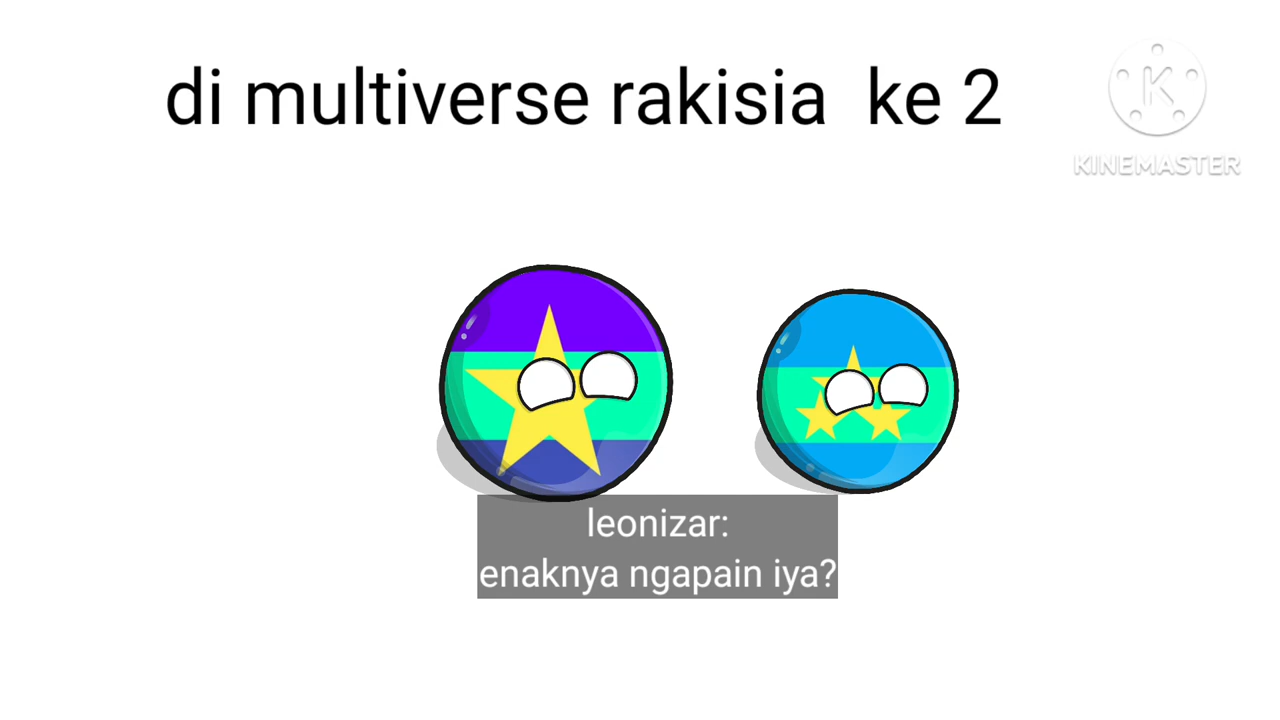 di multiverse rakisia ke 2
KINEMASTER
leonizar:
enaknya ngapain iya?